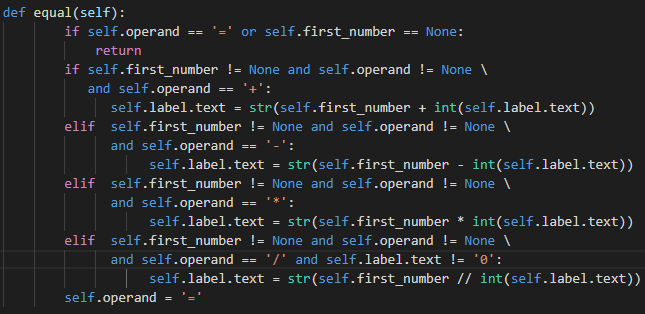 def equal(self):
        if self.operand == '=' or self.first_number == None:
            return
        if self.first_number != None and self.operand != None \
           and self.operand == '+':
              self.label.text = str(self.first_number + int(self.label.text))
        elif  self.first_number != None and self.operand != None \
              and self.operand == '-':
                   self.label.text = str(self.first_number - int(self.label.text))
        elif  self.first_number != None and self.operand != None \
              and self.operand == '*':
                   self.label.text = str(self.first_number * int(self.label.text))
        elif  self.first_number != None and self.operand != None \
              and self.operand == '/' and self.label.text != '0':
                   self.label.text = str(self.first_number // int(self.label.text))
        self.operand = '='